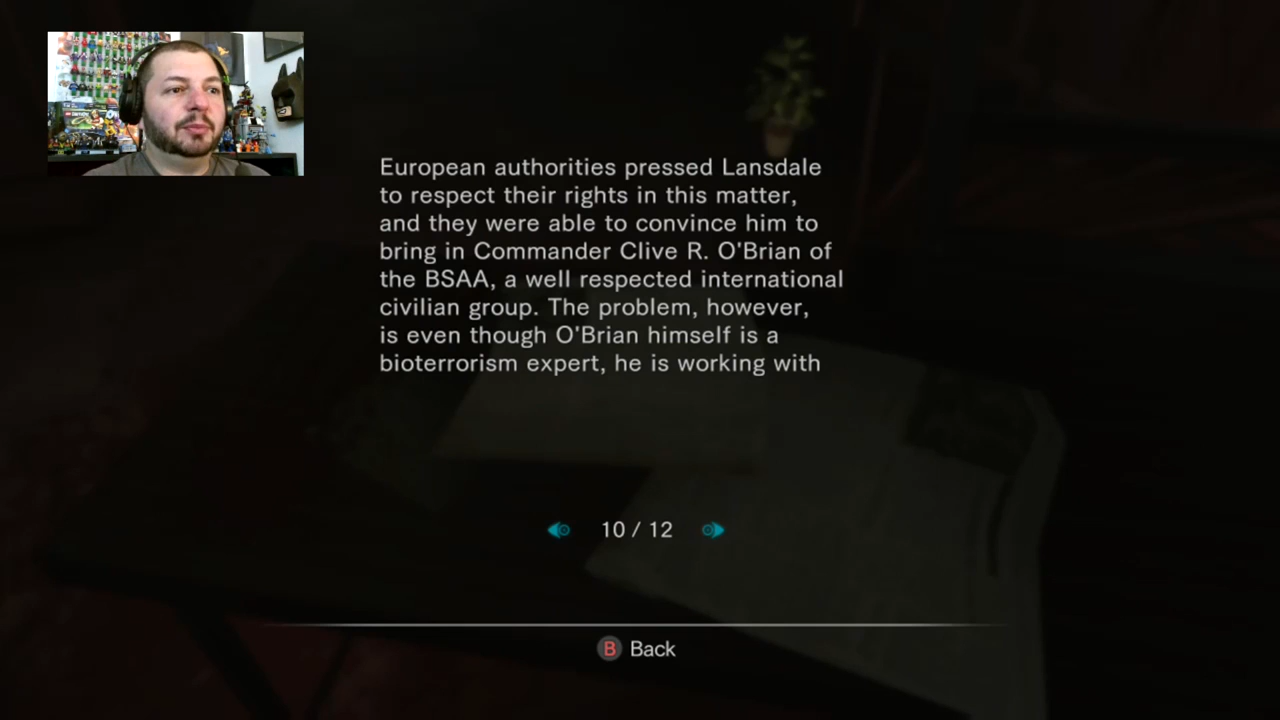 European authorities pressed Lansdale
to respect their rights in this matter,
and they were able to convince him to
bring in Commander Clive R. O'Brian of
the BSAA, a well respected international
civilian group. The problem, however,
is even though O'Brian himself is a
bioterrorism expert, he is working with
10 / 12
B Back